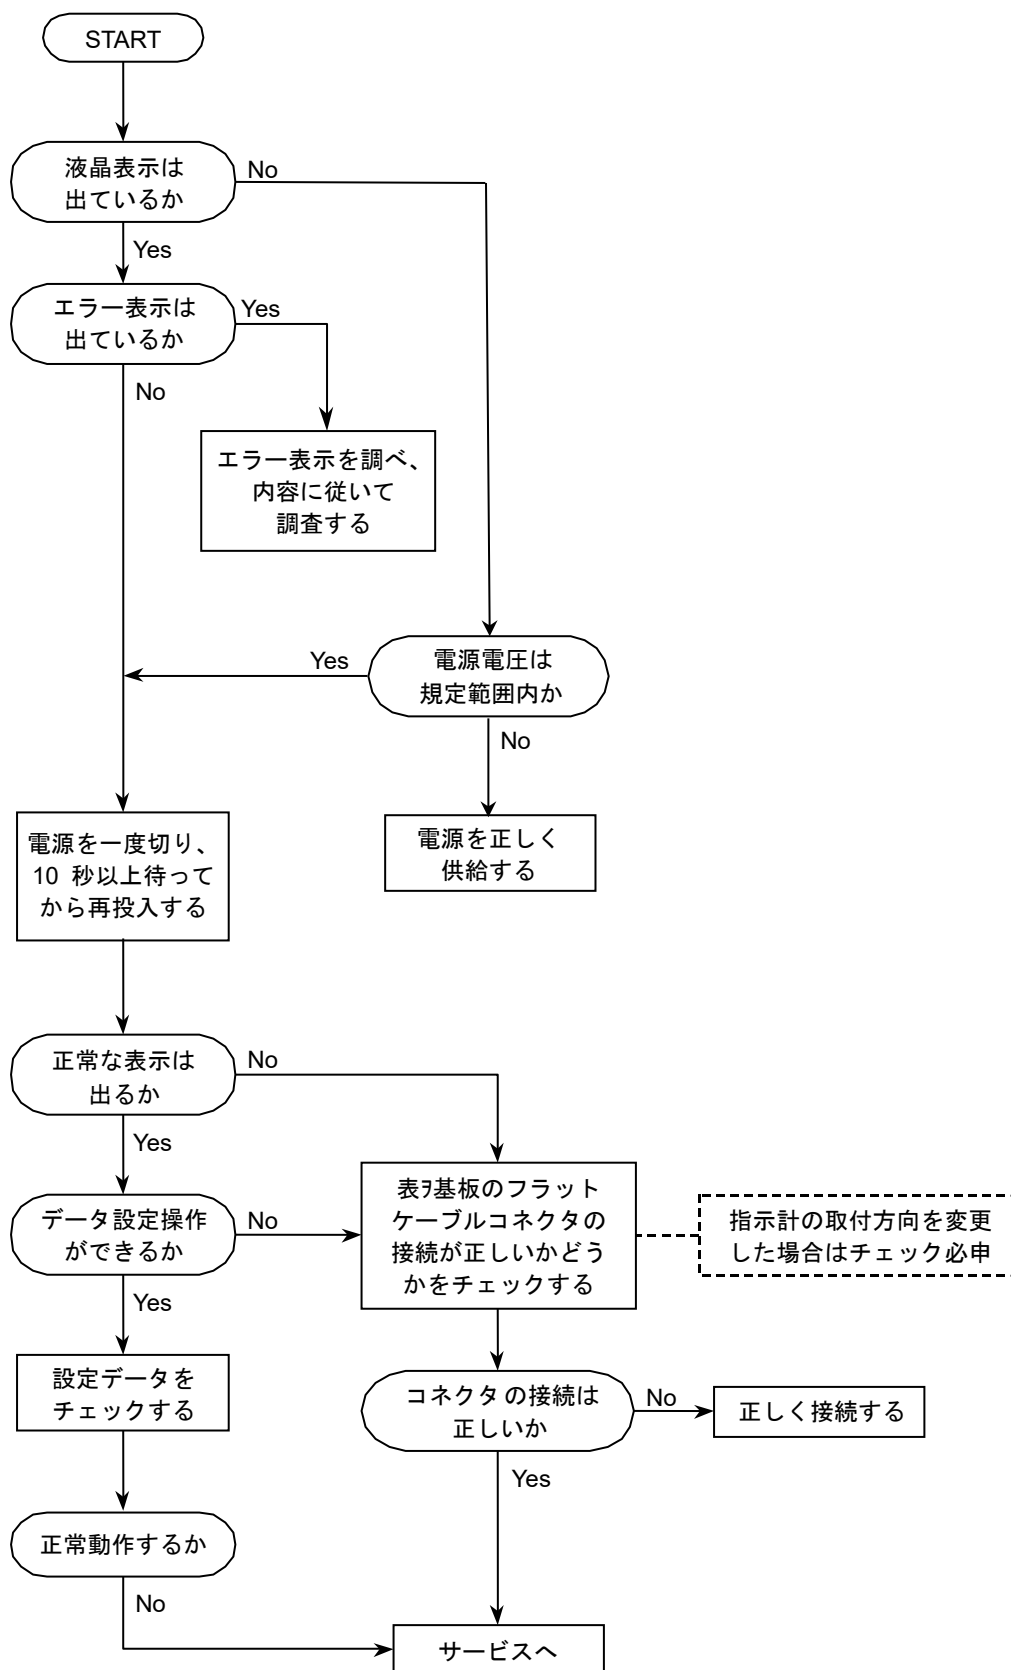 START
液晶表示は
出ているか
No
Yes
エラー表示は
出ているか
Yes
No
エラー表示を調べ、
内容に従いて
調査する
電源電圧は
規定範囲内か
Yes
No
電源を正しく
供給する
電源を一度切り、
10 秒以上待って
から再投入する
正常な表示は
出るか
No
Yes
データ設定操作
ができるか
No
Yes
表ｦ基板のフラット
ケーブルコネクタの
接続が正しいかどう
かをチェックする
指示計の取付方向を変更
した場合はチェック必申
設定データを
チェックする
コネクタの接続は
正しいか
No
正しく接続する
Yes
正常動作するか
No
サービスへ